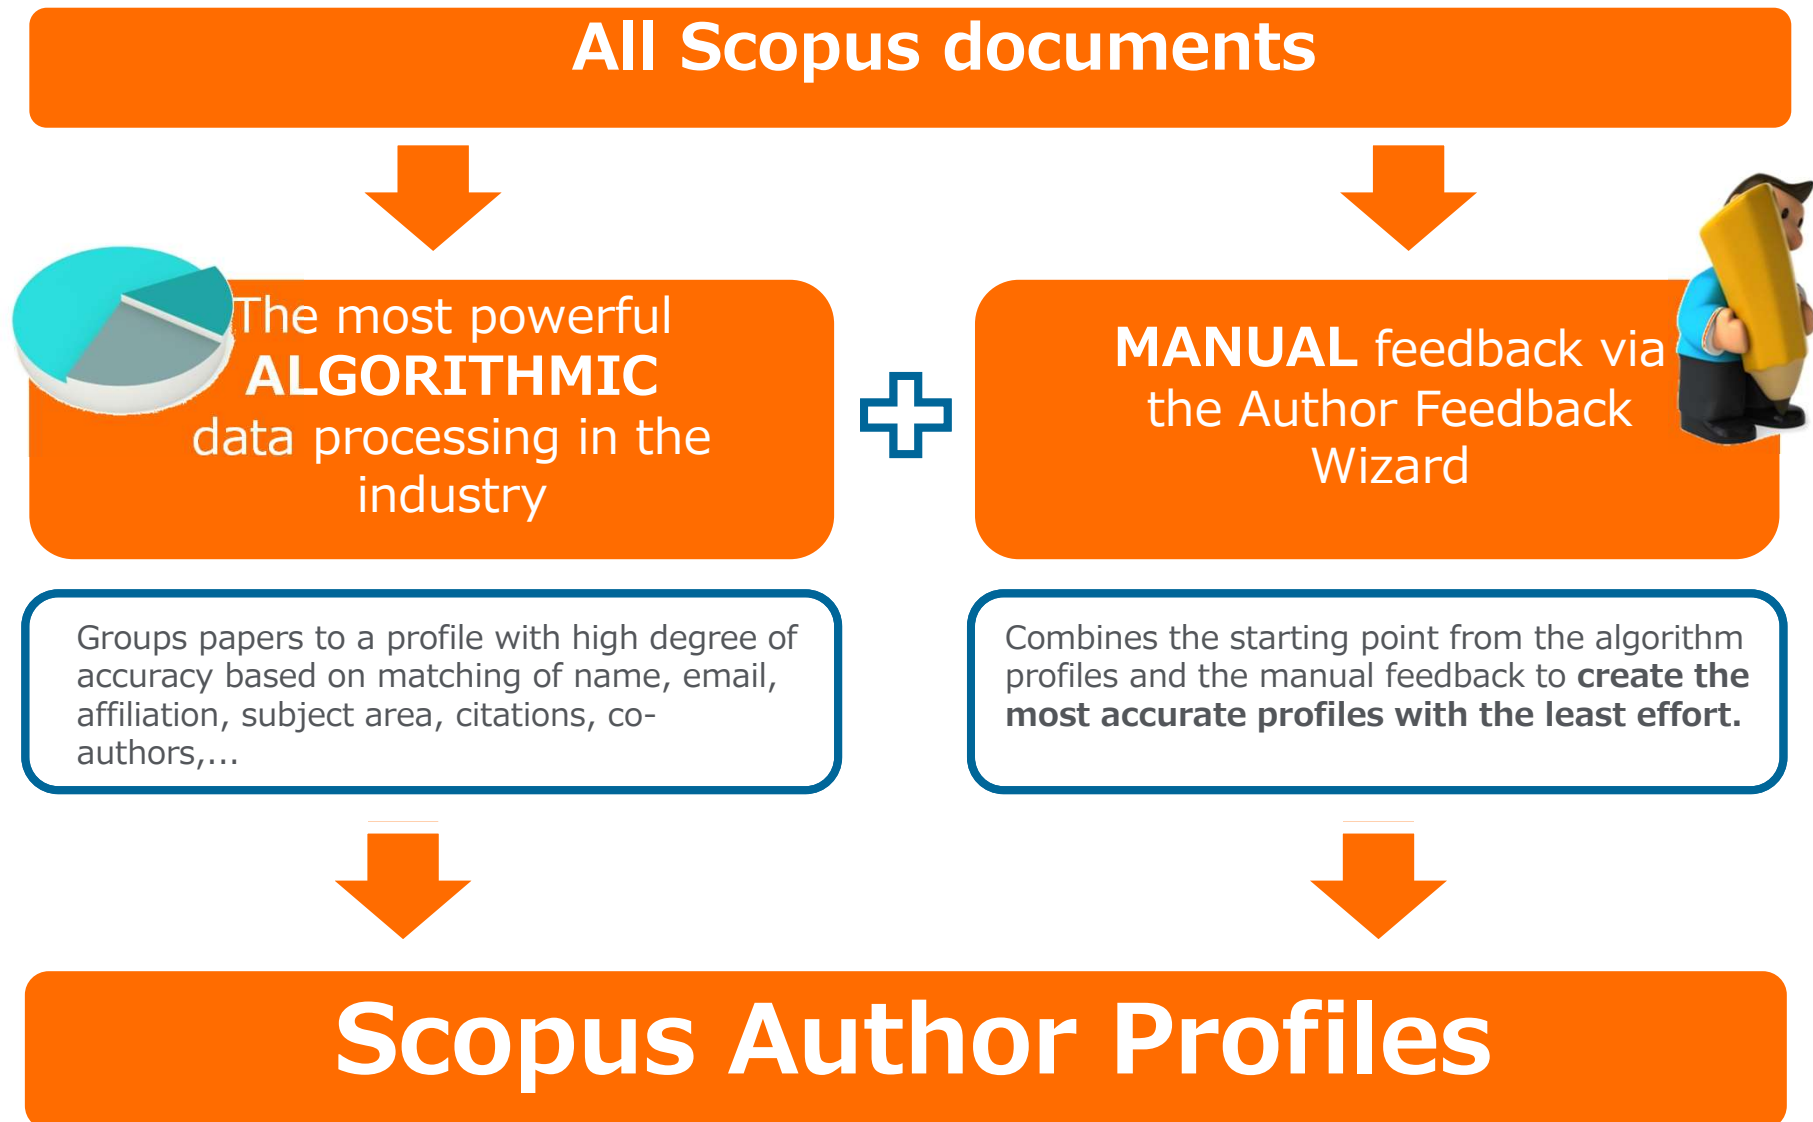 All Scopus documents
The most powerful
ALGORITHMIC
data processing in the
industry
MANUAL feedback via
the Author Feedback
Wizard
Groups papers to a profile with high degree of
accuracy based on matching of name, email,
affiliation, subject area, citations, co-
authors,...
Combines the starting point from the algorithm
profiles and the manual feedback to create the
most accurate profiles with the least effort.
Scopus Author Profiles